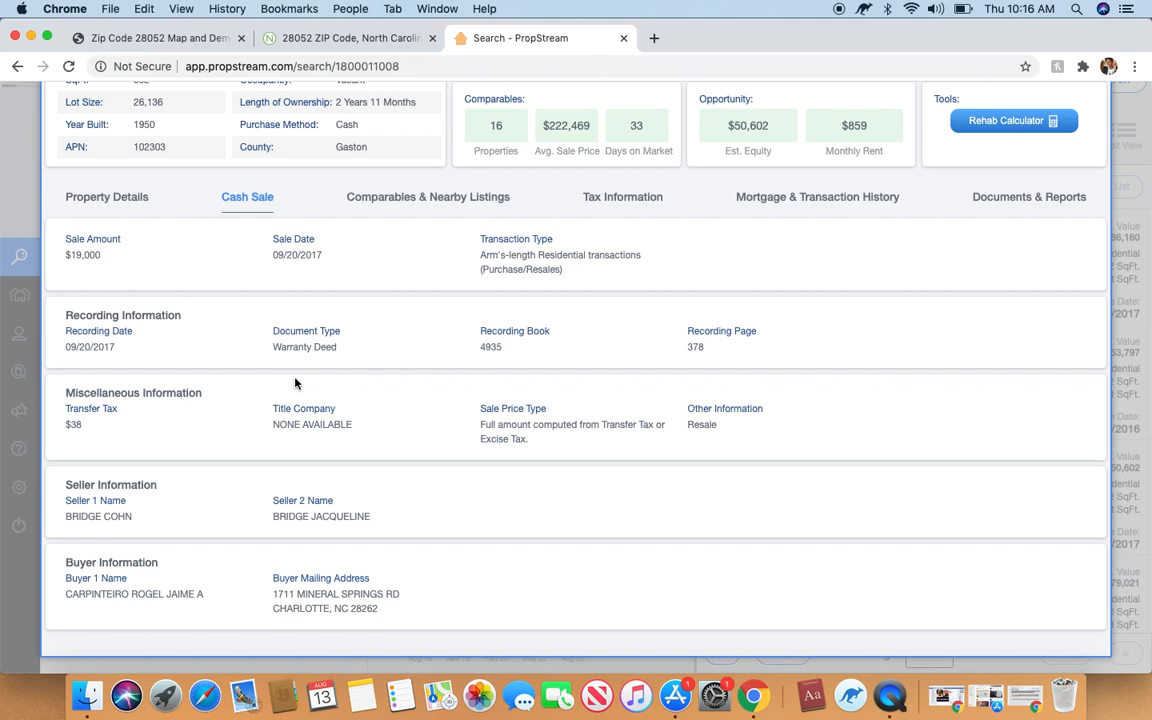 Chrome File Edit View History Bookmarks People Tab Window Help Thu 10:16 AM
Zip Code 28052 Map and Dem
28052 ZIP Code, North Carolin
Search - PropStream
Not Secure app.propstream.com/search/1800011008
Lot Size: 26,136 Length of Ownership: 2 Years 11 Months
Year Built: 1950 Purchase Method: Cash
APN: 102303 County: Gaston
Comparables:
16 $222,469 33
Properties Avg. Sale Price Days on Market
Opportunity:
$50,602 $859
Est. Equity Monthly Rent
Tools:
Rehab Calculator
Property Details Cash Sale Comparables & Nearby Listings Tax Information Mortgage & Transaction History Documents & Reports
Sale Amount Sale Date Transaction Type
$19,000 09/20/2017 Arm's-length Residential transactions
(Purchase/Resales)
Recording Information
Recording Date Document Type Recording Book Recording Page
09/20/2017 Warranty Deed 4935 378
Miscellaneous Information
Transfer Tax Title Company Sale Price Type Other Information
$38 NONE AVAILABLE Full amount computed from Transfer Tax or Resale
Excise Tax.
Seller Information
Seller 1 Name Seller 2 Name
BRIDGE COHN BRIDGE JACQUELINE
Buyer Information
Buyer 1 Name Buyer Mailing Address
CARPINTEIRO ROGEL JAIME A 1711 MINERAL SPRINGS RD
CHARLOTTE, NC 28262
AUG
13